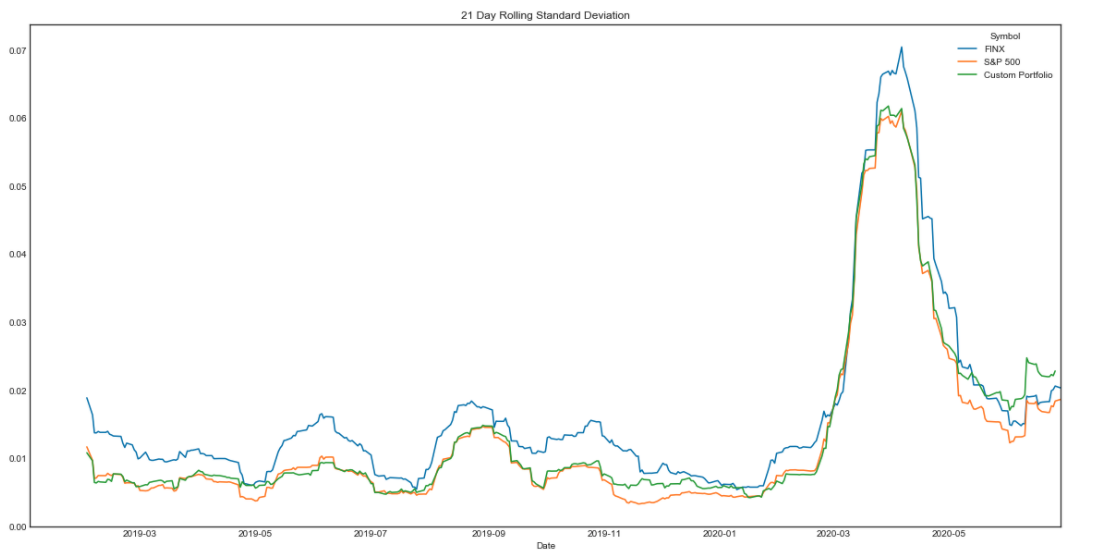 21 Day Rolling Standard Deviation
Symbol
FINX
S&P 500
Custom Portfolio
0.07
0.06
0.05
0.04
0.03
0.02
0.01
0.00
2019-03 2019-05 2019-07 2019-09 2019-11 2020-01 2020-03 2020-05
Date